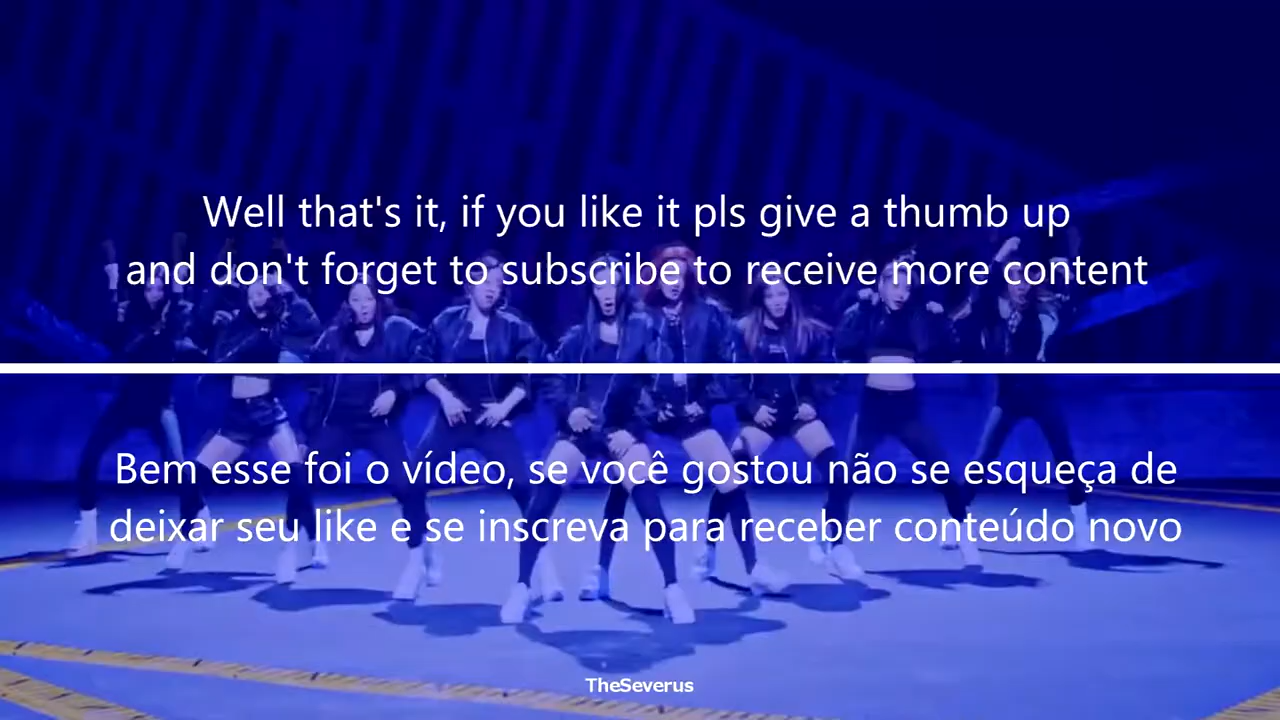 Well that's it, if you like it pls give a thumb up
and don't forget to subscribe to receive more content
Bem esse foi o vídeo, se você gostou não se esqueça de
deixar seu like e se inscreva para receber conteúdo novo
TheSeverus